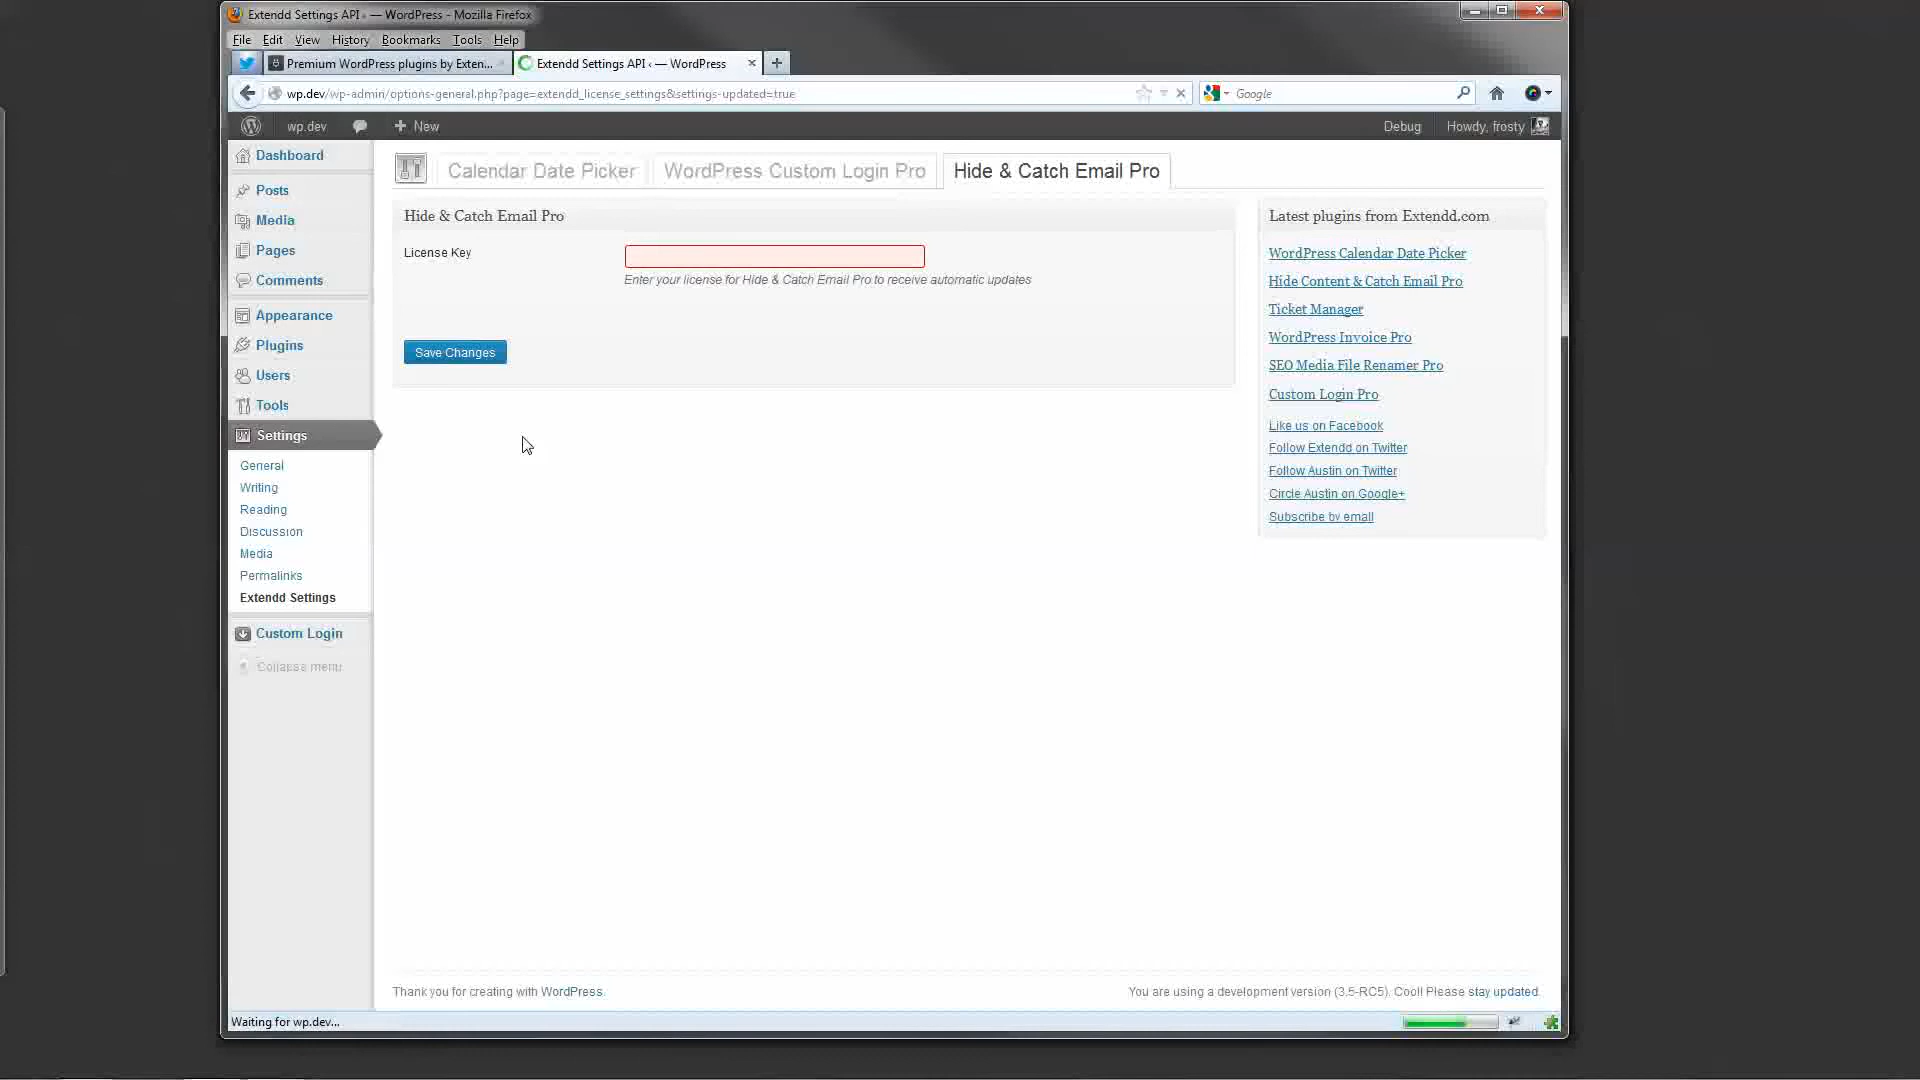 Extendd Settings API ‹ — WordPress - Mozilla Firefox
File Edit View History Bookmarks Tools Help
Premium WordPress plugins by Exten...
Extendd Settings API ‹ — WordPress
wp.dev/wp-admin/options-general.php?page=extendd_license_settings&settings-updated=true
Google
wp.dev
New
Debug
Howdy, frosty
Dashboard
Posts
Media
Pages
Comments
Appearance
Plugins
Users
Tools
Settings
General
Writing
Reading
Discussion
Media
Permalinks
Extendd Settings
Custom Login
Collapse menu
Calendar Date Picker
WordPress Custom Login Pro
Hide & Catch Email Pro
Hide & Catch Email Pro
License Key
Enter your license for Hide & Catch Email Pro to receive automatic updates
Save Changes
Latest plugins from Extendd.com
WordPress Calendar Date Picker
Hide Content & Catch Email Pro
Ticket Manager
WordPress Invoice Pro
SEO Media File Renamer Pro
Custom Login Pro
Like us on Facebook
Follow Extendd on Twitter
Follow Austin on Twitter
Circle Austin on Google+
Subscribe by email
Thank you for creating with WordPress.
You are using a development version (3.5-RC5). Cool! Please stay updated.
Waiting for wp.dev...